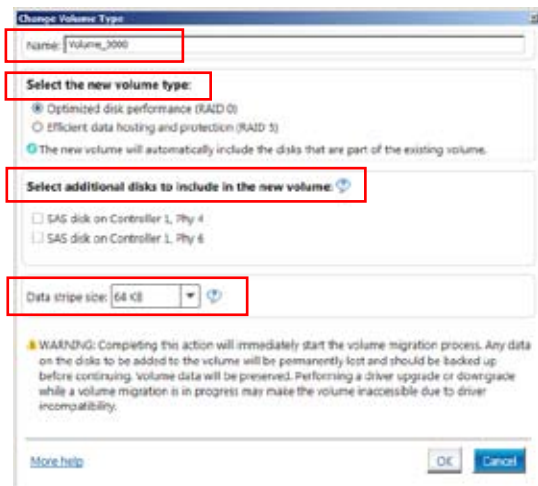 Change Volume Type
Name: Volume_0000
Select the new volume type:
Optimized disk performance (RAID 0)
Efficient data hosting and protection (RAID 5)
The new volume will automatically include the disks that are part of the existing volume.
Select additional disks to include in the new volume: ?
SAS disk on Controller 1, Phy 4
SAS disk on Controller 1, Phy 6
Data stripe size: 64 KB ?
WARNING: Completing this action will immediately start the volume migration process. Any data
on the disks to be added to the volume will be permanently lost and should be backed up
before continuing. Volume data will be preserved. Performing a driver upgrade or downgrade
while a volume migration is in progress may make the volume inaccessible due to driver
incompatibility.
More help
OK
Cancel